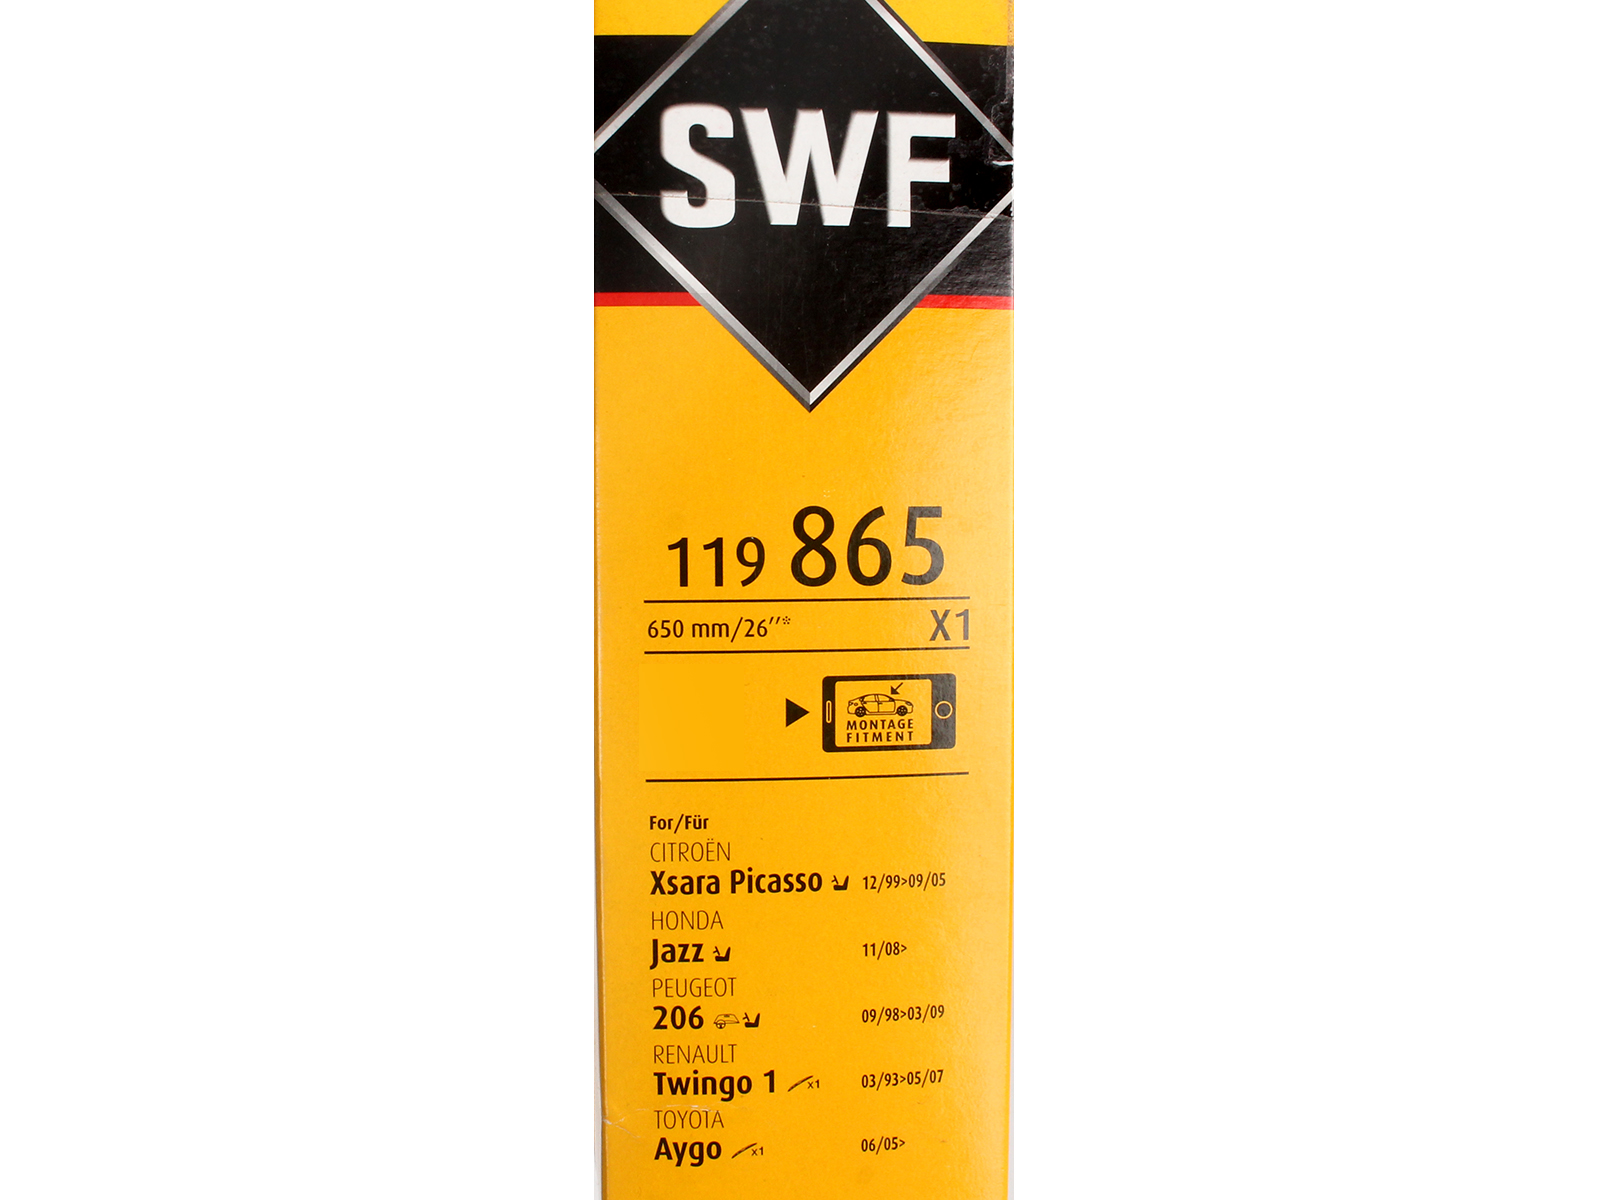 SWF
119 865
650 mm/26''* X1
MONTAGE
FITMENT
For/Für
CITROËN
Xsara Picasso 12/99>09/05
HONDA
Jazz 11/08>
PEUGEOT
206 09/98>03/09
RENAULT
Twingo 1 x1 03/93>05/07
TOYOTA
Aygo x1 06/05>